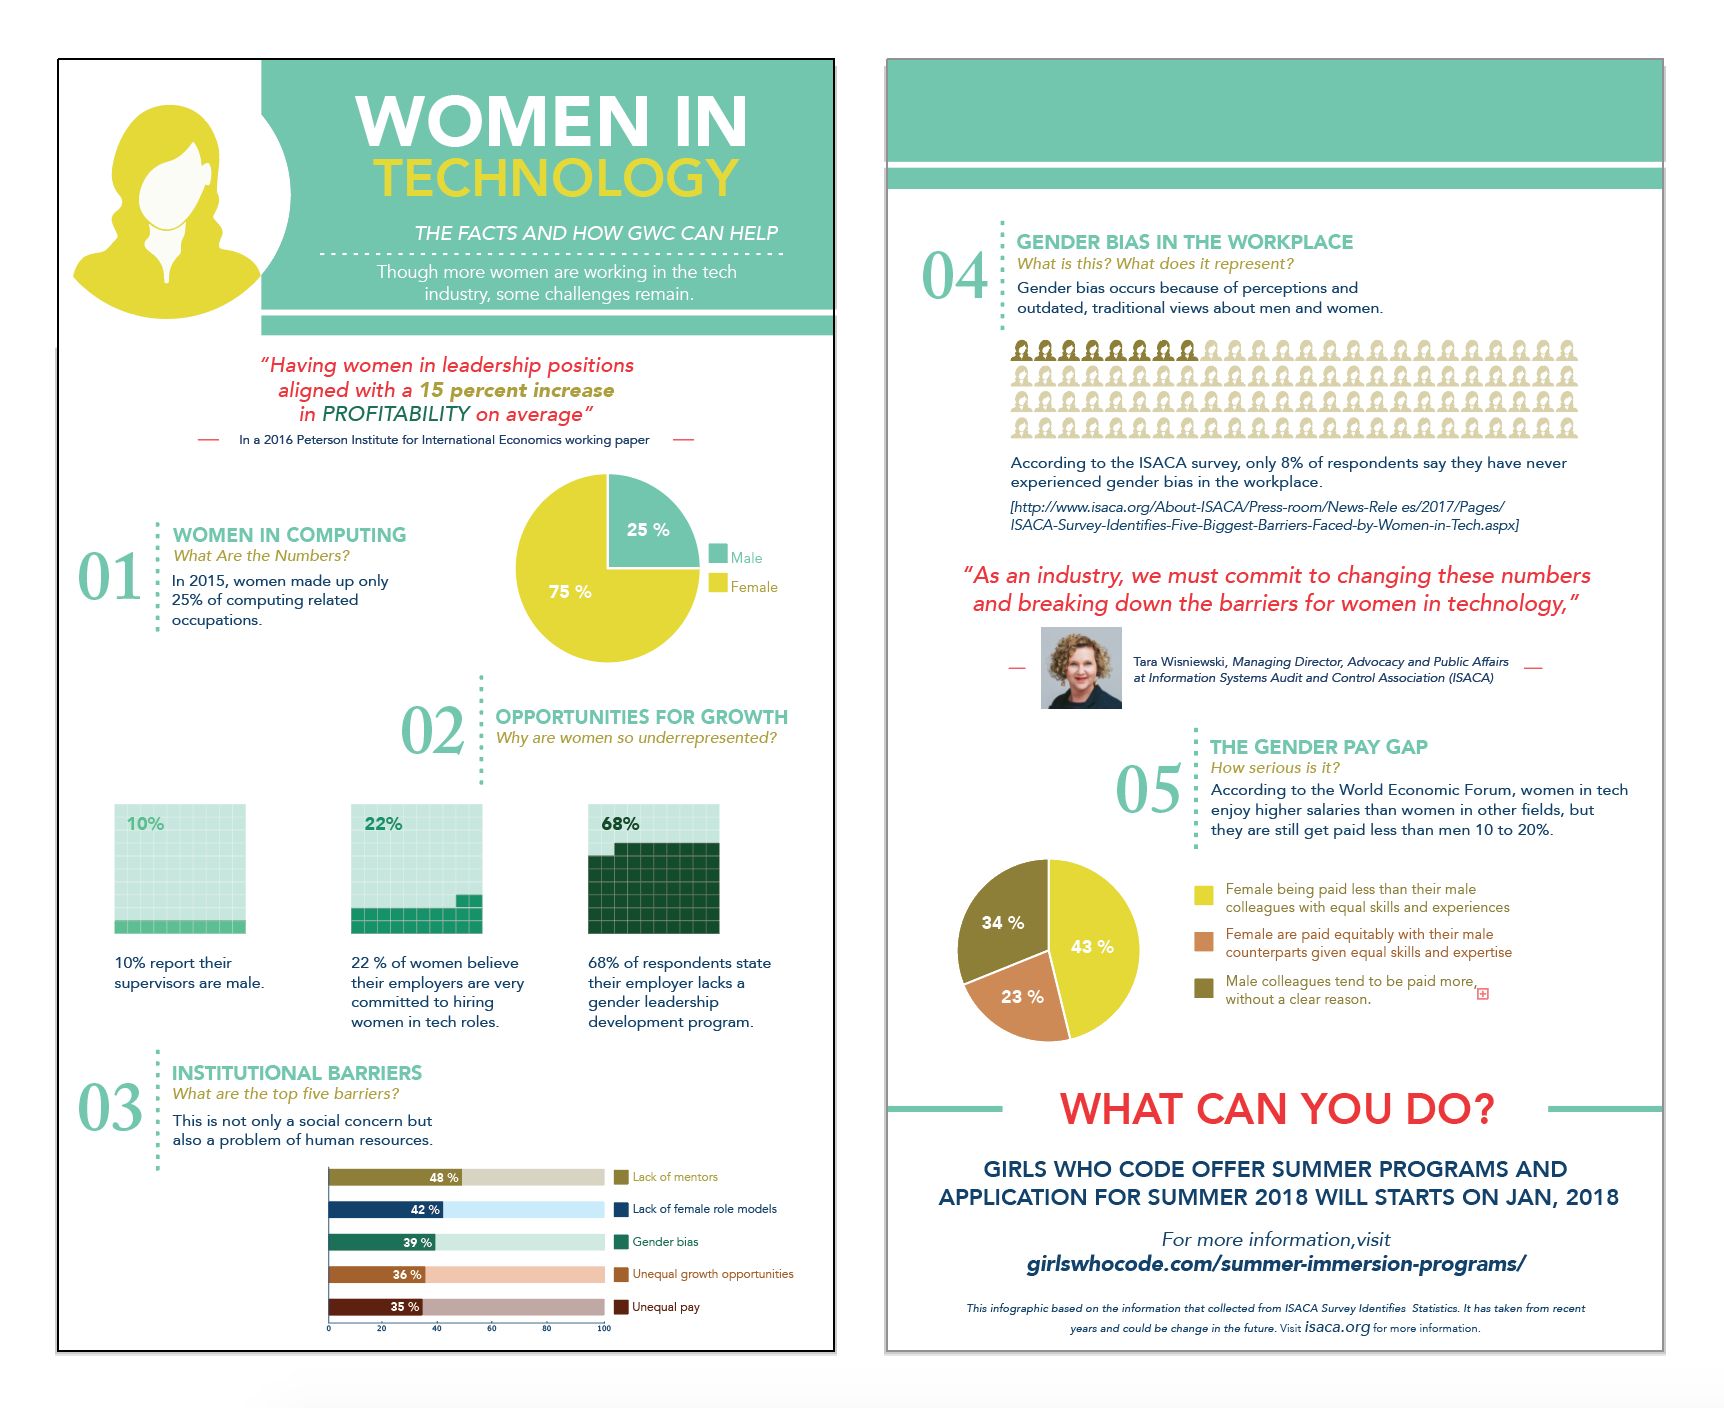 WOMEN IN
TECHNOLOGY
THE FACTS AND HOW GWC CAN HELP
Though more women are working in the tech
industry, some challenges remain.
“Having women in leadership positions
aligned with a 15 percent increase
in PROFITABILITY on average”
In a 2016 Peterson Institute for International Economics working paper
01
WOMEN IN COMPUTING
What Are the Numbers?
In 2015, women made up only
25% of computing related
occupations.
25 %
75 %
Male
Female
02
OPPORTUNITIES FOR GROWTH
Why are women so underrepresented?
10%
10% report their
supervisors are male.
22%
22 % of women believe
their employers are very
committed to hiring
women in tech roles.
68%
68% of respondents state
their employer lacks a
gender leadership
development program.
03
INSTITUTIONAL BARRIERS
What are the top five barriers?
This is not only a social concern but
also a problem of human resources.
48 % Lack of mentors
42 % Lack of female role models
39 % Gender bias
36 % Unequal growth opportunities
35 % Unequal pay
0 20 40 60 80 100
04
GENDER BIAS IN THE WORKPLACE
What is this? What does it represent?
Gender bias occurs because of perceptions and
outdated, traditional views about men and women.
According to the ISACA survey, only 8% of respondents say they have never
experienced gender bias in the workplace.
[http://www.isaca.org/About-ISACA/Press-room/News-Rele es/2017/Pages/
ISACA-Survey-Identifies-Five-Biggest-Barriers-Faced-by-Women-in-Tech.aspx]
“As an industry, we must commit to changing these numbers
and breaking down the barriers for women in technology,”
Tara Wisniewski, Managing Director, Advocacy and Public Affairs
at Information Systems Audit and Control Association (ISACA)
05
THE GENDER PAY GAP
How serious is it?
According to the World Economic Forum, women in tech
enjoy higher salaries than women in other fields, but
they are still get paid less than men 10 to 20%.
34 %
43 %
23 %
Female being paid less than their male
colleagues with equal skills and experiences
Female are paid equitably with their male
counterparts given equal skills and expertise
Male colleagues tend to be paid more,
without a clear reason.
WHAT CAN YOU DO?
GIRLS WHO CODE OFFER SUMMER PROGRAMS AND
APPLICATION FOR SUMMER 2018 WILL STARTS ON JAN, 2018
For more information,visit
girlswhocode.com/summer-immersion-programs/
This infographic based on the information that collected from ISACA Survey Identifies Statistics. It has taken from recent
years and could be change in the future. Visit isaca.org for more information.